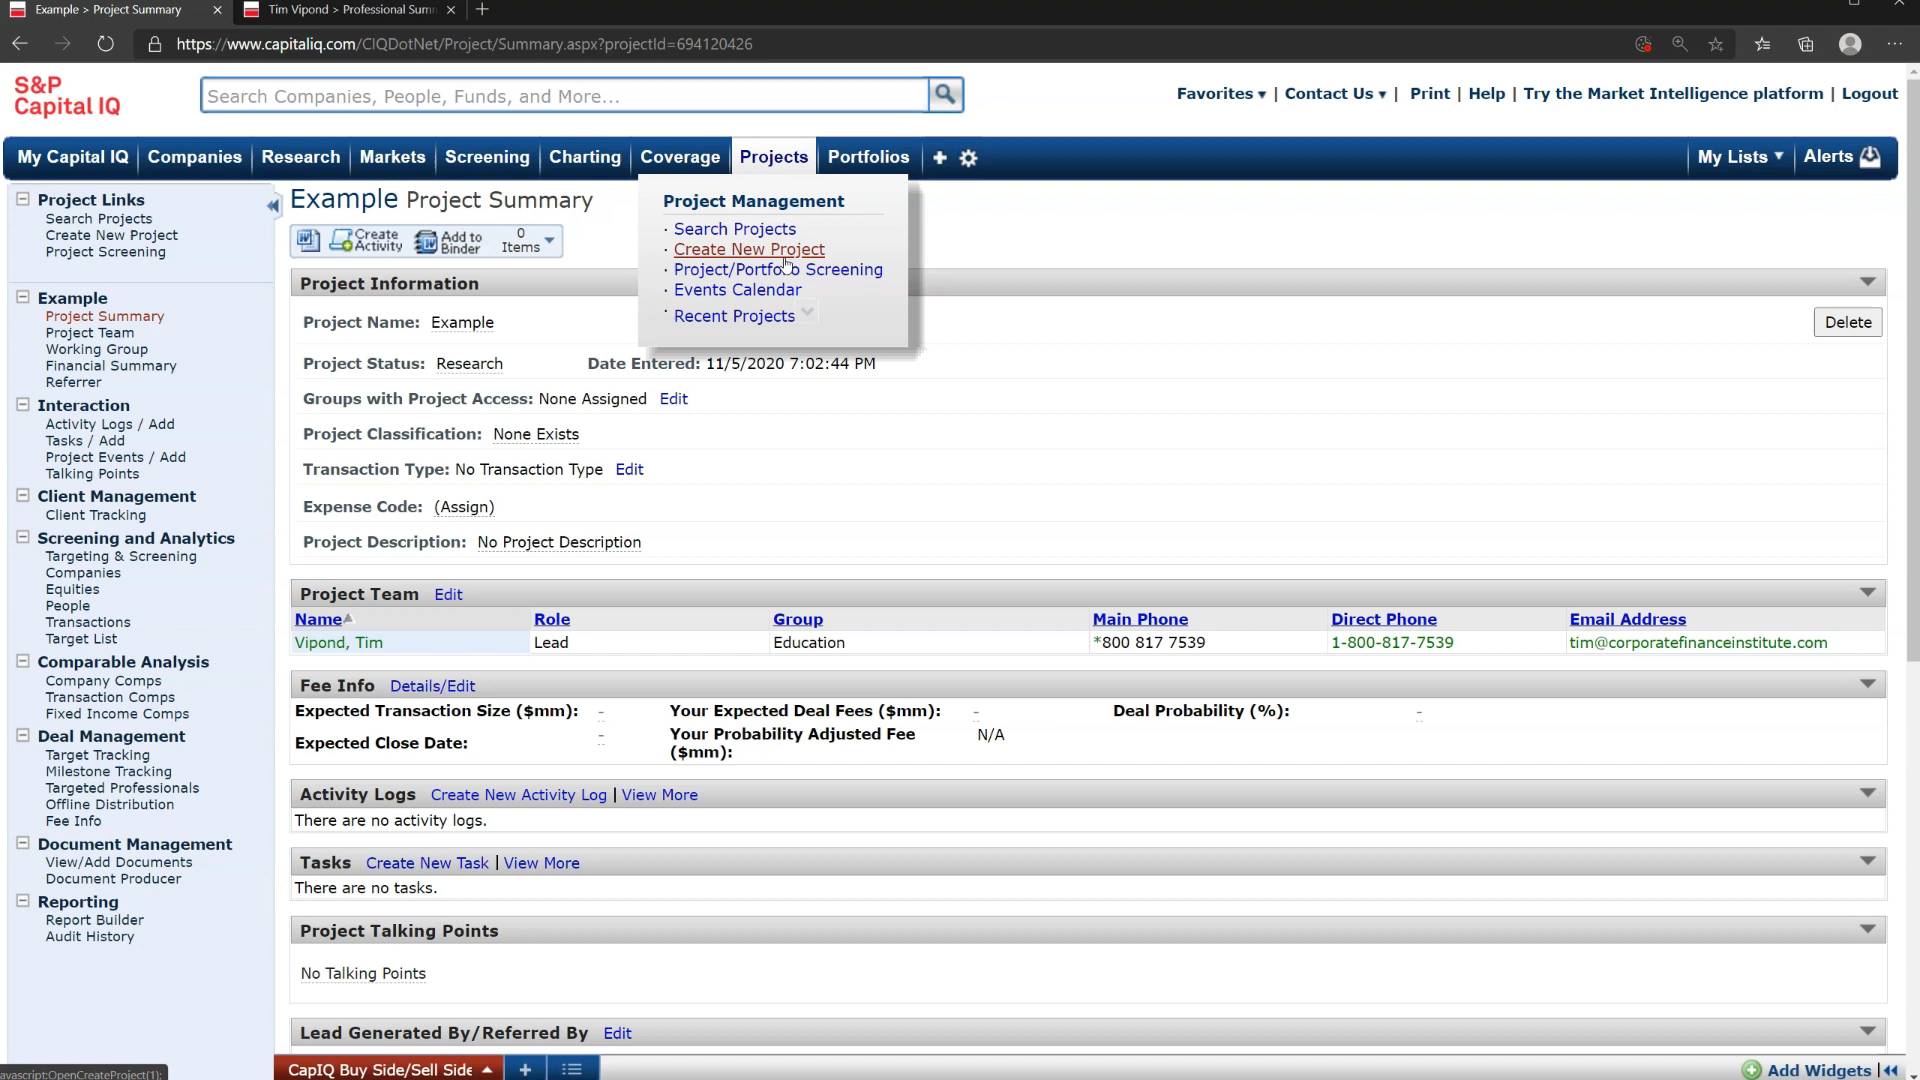 Example > Project Summary
Tim Vipond > Professional Sum
https://www.capitaliq.com/CIQDotNet/Project/Summary.aspx?projectId=694120426
S&P
Capital IQ
Search Companies, People, Funds, and More...
Favorites | Contact Us | Print | Help | Try the Market Intelligence platform | Logout
My Capital IQ Companies Research Markets Screening Charting Coverage Projects Portfolios My Lists Alerts
Project Links
Search Projects
Create New Project
Project Screening
Example
Project Summary
Project Team
Working Group
Financial Summary
Referrer
Interaction
Activity Logs / Add
Tasks / Add
Project Events / Add
Talking Points
Client Management
Client Tracking
Screening and Analytics
Targeting & Screening
Companies
Equities
People
Transactions
Target List
Comparable Analysis
Company Comps
Transaction Comps
Fixed Income Comps
Deal Management
Target Tracking
Milestone Tracking
Targeted Professionals
Offline Distribution
Fee Info
Document Management
View/Add Documents
Document Producer
Reporting
Report Builder
Audit History
Example Project Summary
Create Activity
Add to Binder
0 Items
Project Management
· Search Projects
· Create New Project
· Project/Portfo Screening
· Events Calendar
· Recent Projects
Project Information
Project Name: Example
Delete
Project Status: Research Date Entered: 11/5/2020 7:02:44 PM
Groups with Project Access: None Assigned Edit
Project Classification: None Exists
Transaction Type: No Transaction Type Edit
Expense Code: (Assign)
Project Description: No Project Description
Project Team Edit
Name Role Group Main Phone Direct Phone Email Address
Vipond, Tim Lead Education *800 817 7539 1-800-817-7539 tim@corporatefinanceinstitute.com
Fee Info Details/Edit
Expected Transaction Size ($mm): - Your Expected Deal Fees ($mm): - Deal Probability (%): -
Expected Close Date: - Your Probability Adjusted Fee ($mm): N/A
Activity Logs Create New Activity Log | View More
There are no activity logs.
Tasks Create New Task | View More
There are no tasks.
Project Talking Points
No Talking Points
Lead Generated By/Referred By Edit
avascript:OpenCreateProject(1);
CapIQ Buy Side/Sell Side
Add Widgets